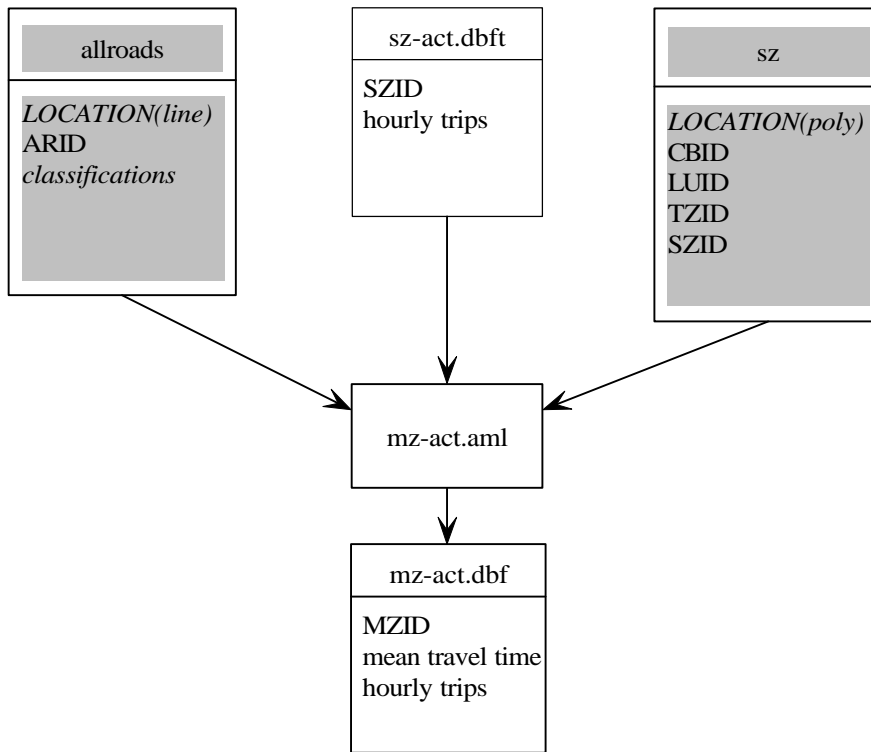 allroads
LOCATION(line)
ARID
classifications
sz-act.dbft
SZID
hourly trips
sz
LOCATION(poly)
CBID
LUID
TZID
SZID
mz-act.aml
mz-act.dbf
MZID
mean travel time
hourly trips